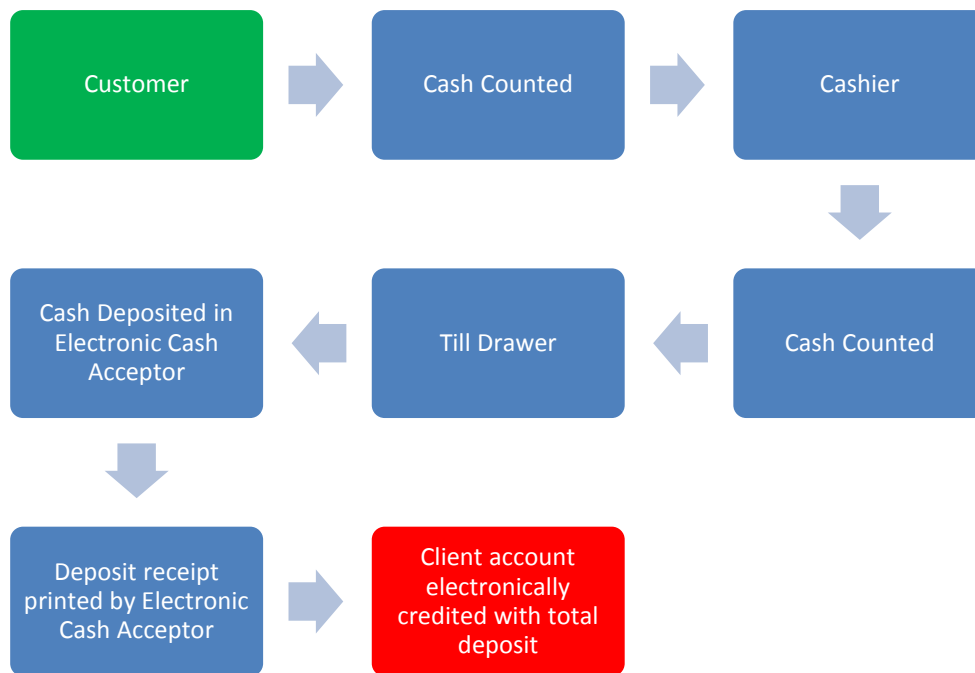 Customer
Cash Counted
Cashier
Cash Counted
Till Drawer
Cash Deposited in
Electronic Cash
Acceptor
Deposit receipt
printed by Electronic
Cash Acceptor
Client account
electronically
credited with total
deposit